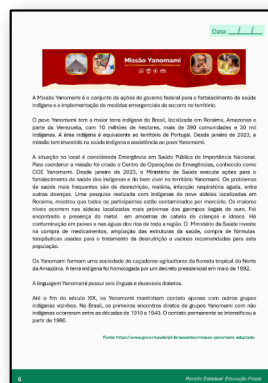 Data: __/__/__
Missão Yanomami
A Missão Yanomami é o conjunto de ações do governo federal para o fortalecimento da saúde
indígena e a implementação de medidas emergenciais de socorro no território.
O povo Yanomami tem a maior terra indígena do Brasil, localizada em Roraima, Amazonas e
parte da Venezuela, com 10 milhões de hectares, mais de 390 comunidades e 30 mil
indígenas. A área indígena é equivalente ao território de Portugal. Desde janeiro de 2023, a
missão tem investido na saúde indígena e assistência ao povo Yanomami.
A situação no local é considerada Emergência em Saúde Pública de Importância Nacional.
Para coordenar a missão foi criado o Centro de Operações de Emergências, conhecido como
COE Yanomami. Desde janeiro de 2023, o Ministério da Saúde executa ações para o
fortalecimento da saúde dos indígenas e do bem viver no território Yanomami. Os problemas
de saúde mais frequentes são de desnutrição, malária, infecção respiratória aguda, entre
outras doenças. Uma pesquisa realizada com indígenas de nove aldeias localizadas em
Roraima, mostrou que todos os participantes estão contaminados por mercúrio. Os maiores
níveis ocorrem nas aldeias localizadas mais próximas dos garimpos ilegais de ouro. Foi
encontrado a presença do metal em amostras de cabelo de crianças e idosos. Há
contaminação em peixes e nas águas dos rios de toda a região. O Ministério da Saúde investe
na compra de medicamentos, ampliação das estruturas da saúde, compra de fórmulas
terapêuticas usadas para o tratamento da desnutrição e vacinas recomendadas para esta
população.
Os Yanomami formam uma sociedade de caçadores-agricultores da floresta tropical do Norte
da Amazônia. A terra indígena foi homologada por um decreto presidencial em maio de 1992.
A linguagem Yanomami possui seis línguas e dezesseis dialetos.
Até o fim do século XIX, os Yanomami mantinham contato apenas com outros grupos
indígenas vizinhos. No Brasil, os primeiros encontros diretos de grupos Yanomami com não
indígenas ocorreram entre as décadas de 1910 a 1940. O contato permanente se intensificou a
partir de 1960.
6
Recorte Estadual: Educação Fiscal